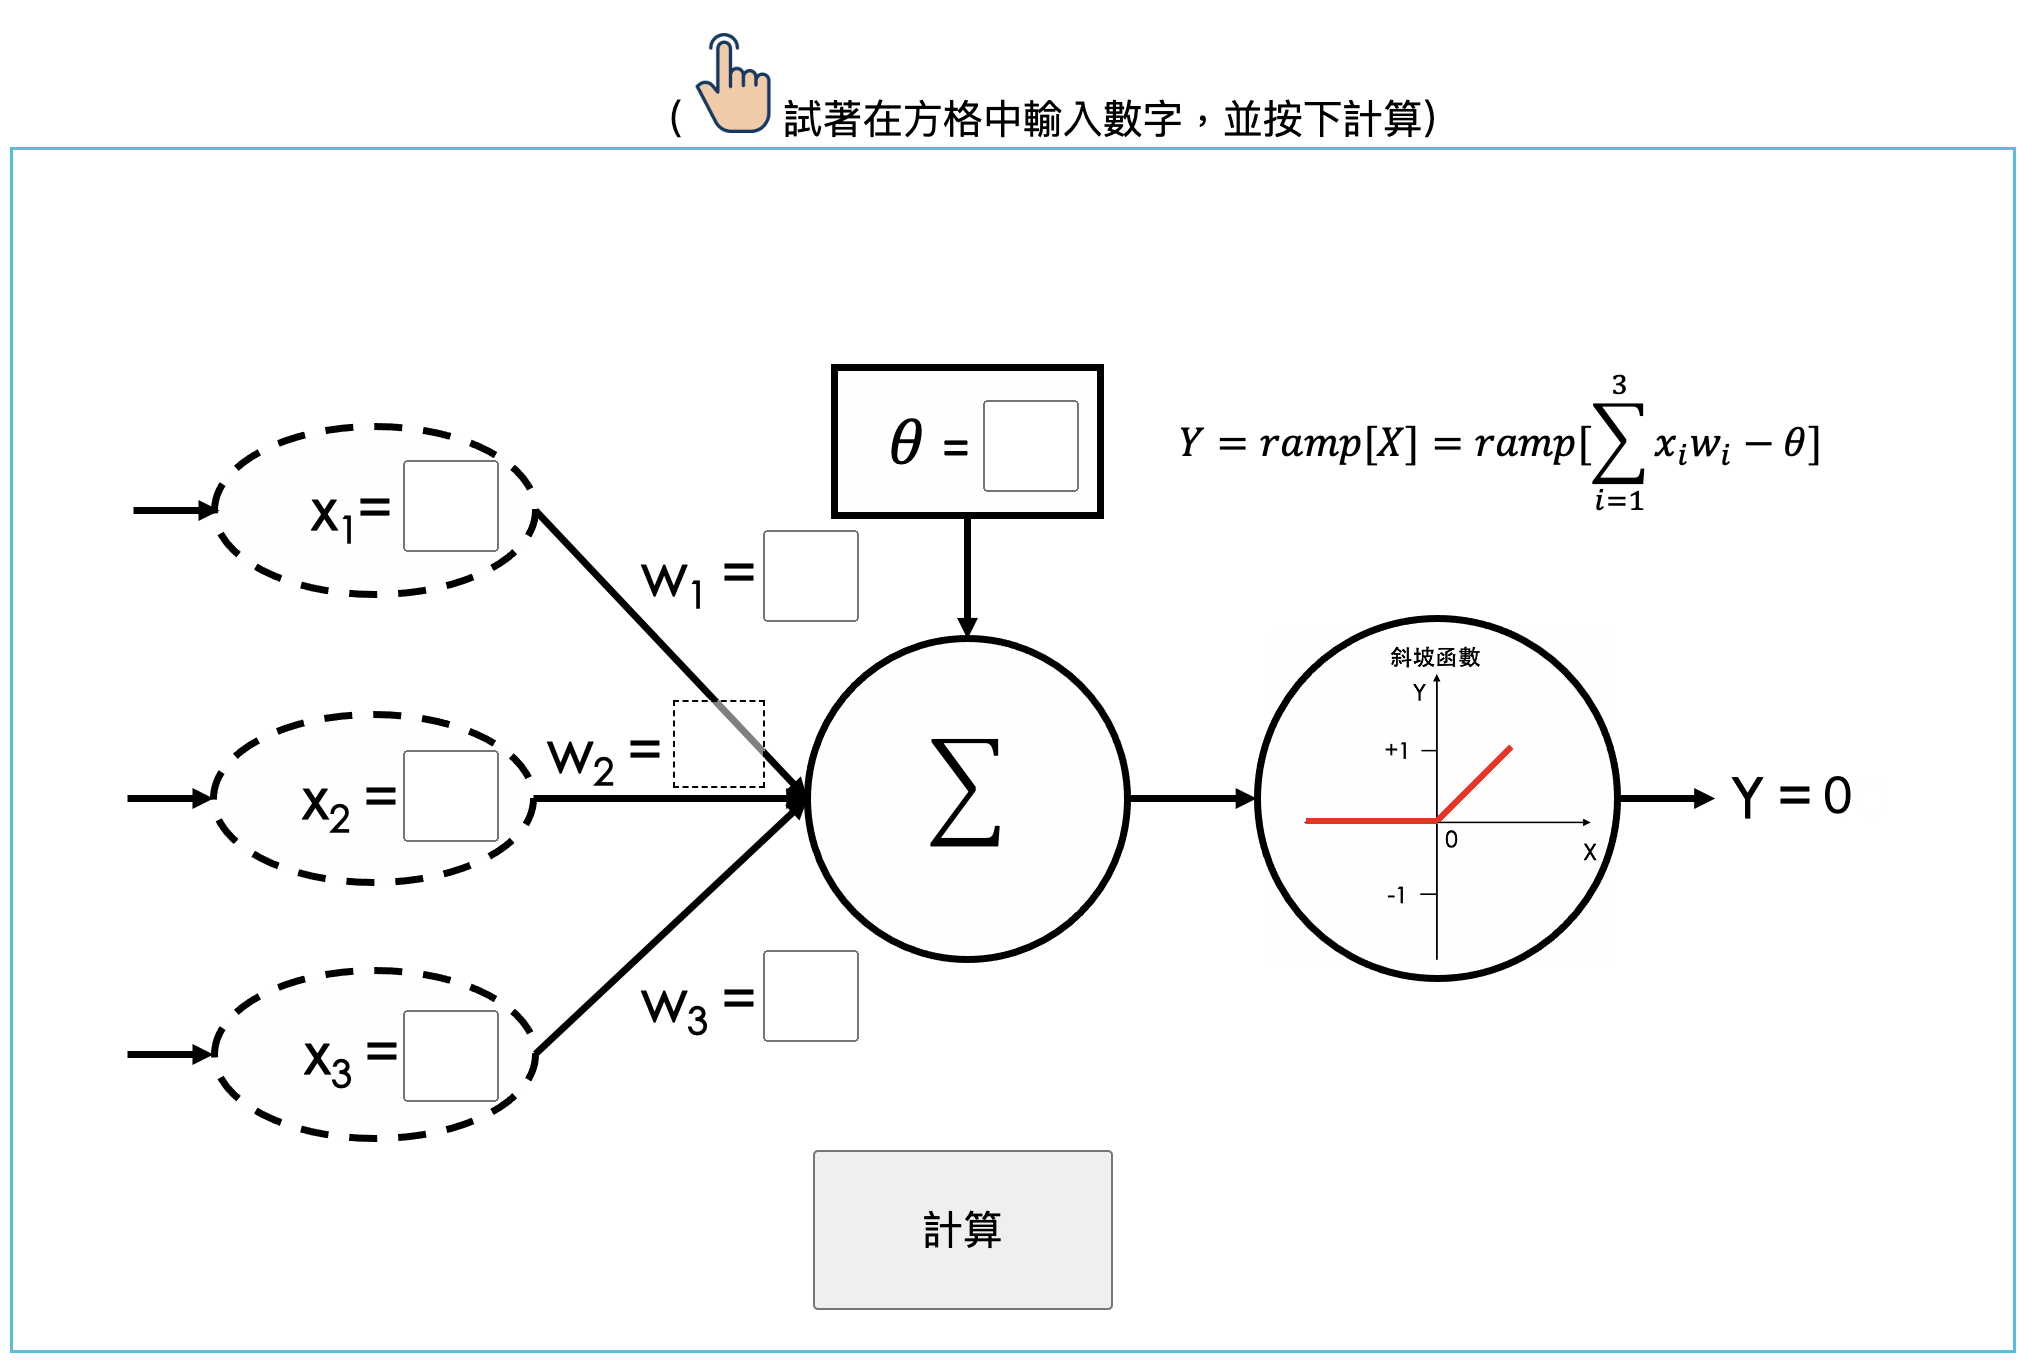 ( 試著在方格中輸入數字，並按下計算)
θ =
Y = ramp[X] = ramp[∑_{i=1}^{3} x_i w_i − θ]
x₁=
w₁ =
斜坡函數
Y
+1
0
X
-1
w₂ =
x₂ =
∑
Y = 0
w₃ =
x₃ =
計算